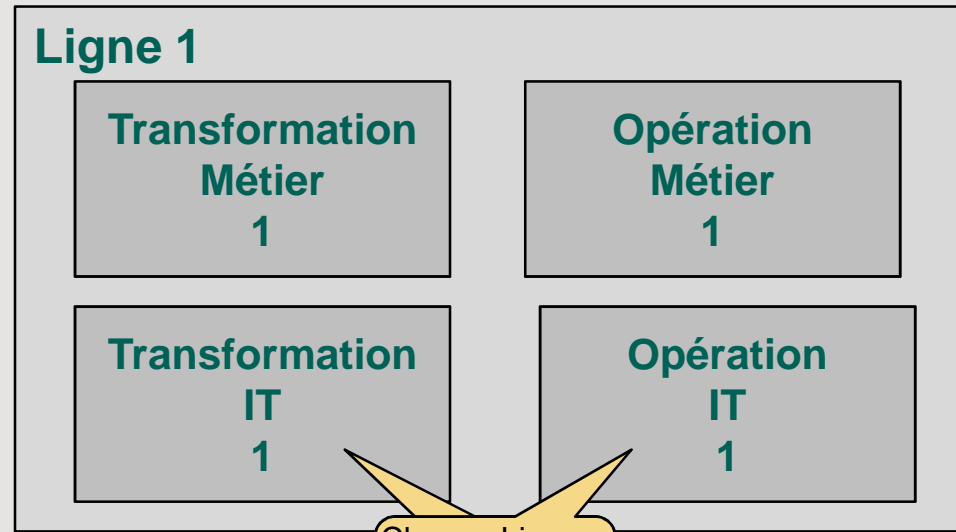 Ligne 1
Transformation
Métier
1
Opération
Métier
1
Transformation
IT
1
Opération
IT
1